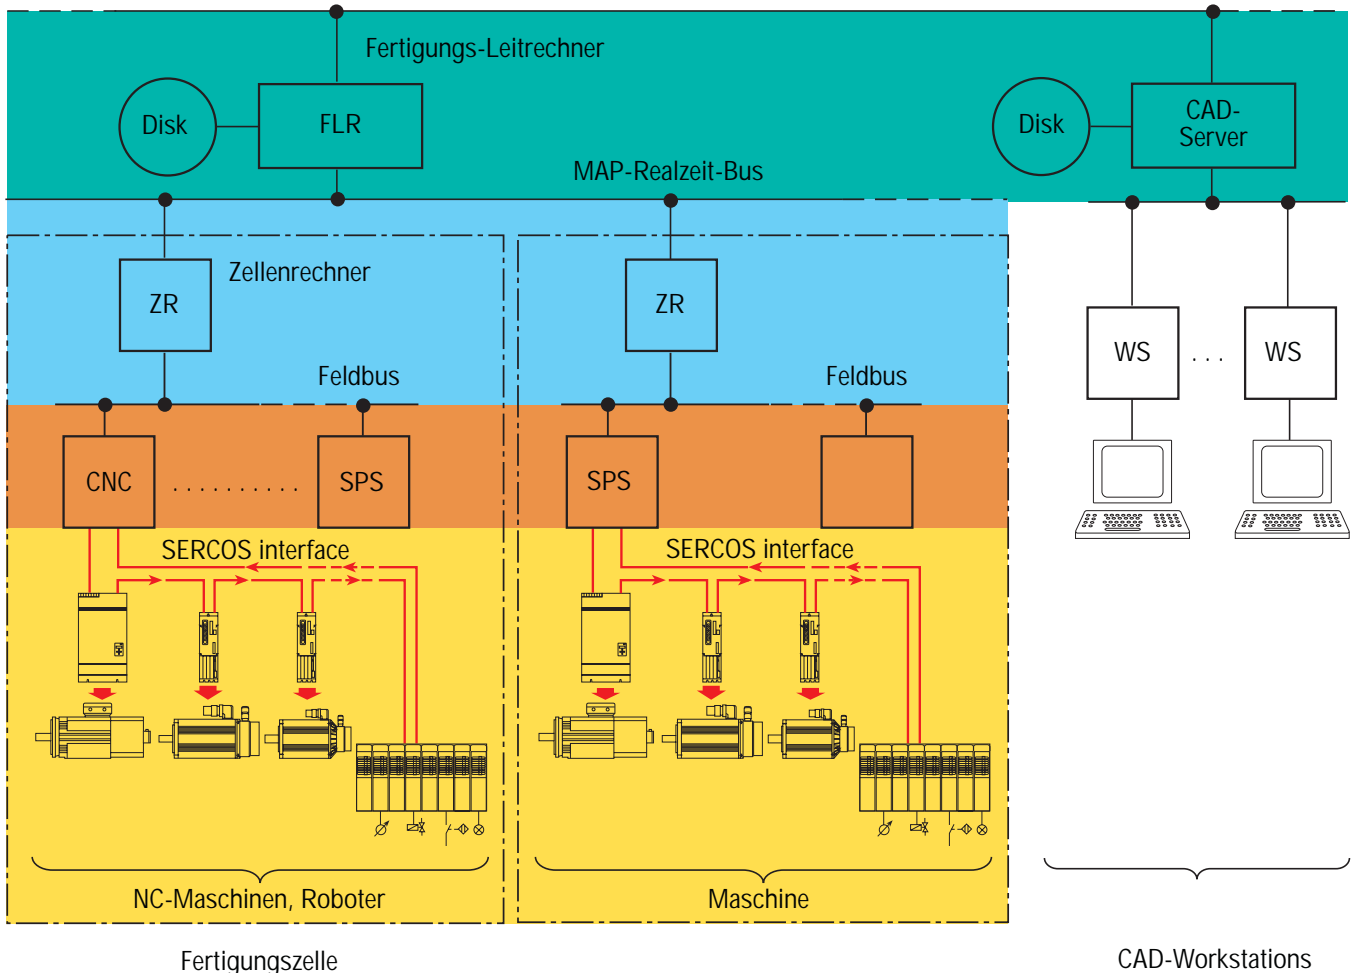 Fertigungs-Leitrechner
Disk
FLR
Disk
CAD-
Server
MAP-Realzeit-Bus
Zellenrechner
ZR
ZR
Feldbus
Feldbus
WS
. . .
WS
CNC
. . . . . . . . . .
SPS
SPS
SERCOS interface
SERCOS interface
NC-Maschinen, Roboter
Maschine
Fertigungszelle
CAD-Workstations